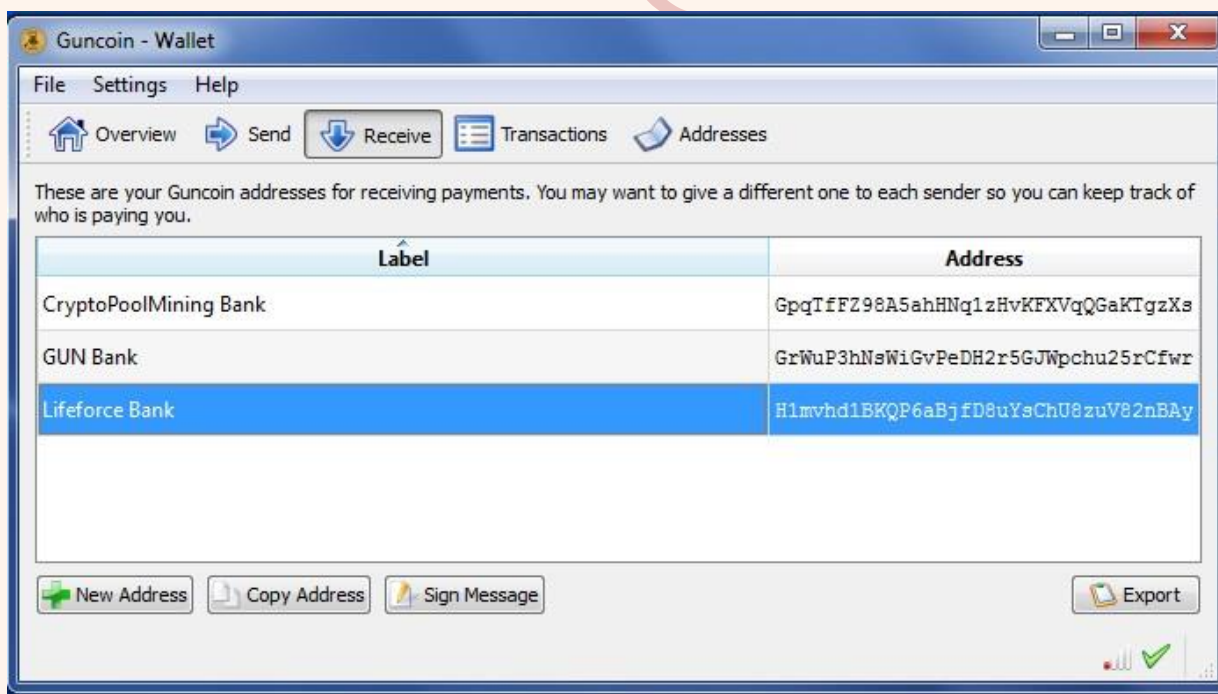 Guncoin - Wallet
File Settings Help
Overview Send Receive Transactions Addresses
These are your Guncoin addresses for receiving payments. You may want to give a different one to each sender so you can keep track of
who is paying you.
Label Address
CryptoPoolMining Bank GpqTfFZ98A5ahHNq1zHvKFXVqQGaKTgzXs
GUN Bank GrWuP3hNsWiGvPeDH2r5GJWpchu25rCfwr
Lifeforce Bank H1mvhd1BKQP6aBjfD8uYsChU8zuV82nBAy
New Address Copy Address Sign Message Export